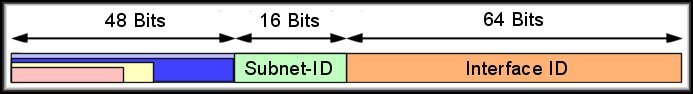 48 Bits 16 Bits 64 Bits
Subnet-ID Interface ID